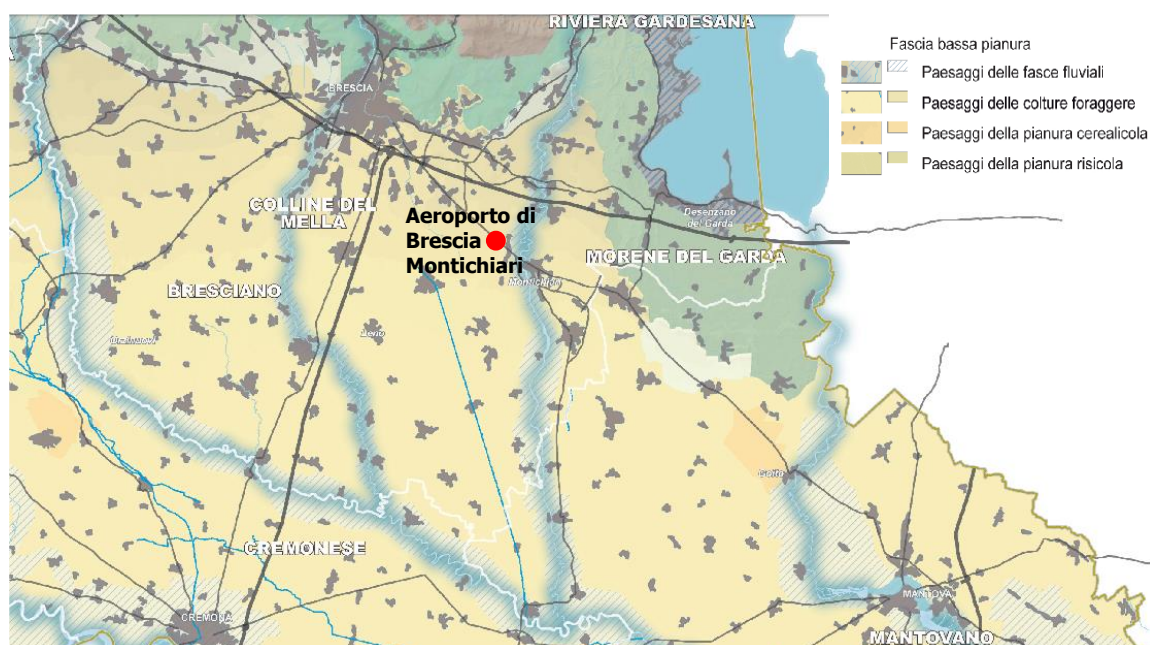 RIVIERA GARDESANA
Fascia bassa pianura
Paesaggi delle fasce fluviali
Paesaggi delle colture foraggere
Paesaggi della pianura cerealicola
Paesaggi della pianura risicola
BRESCIA
COLLINE DEL
MELLA
Aeroporto di
Brescia
Montichiari
Desenzano
del Garda
MORENE DEL GARDA
BRESCIANO
Montichiari
Leno
CREMONESE
CREMONA
MANTOVA
MANTOVANO